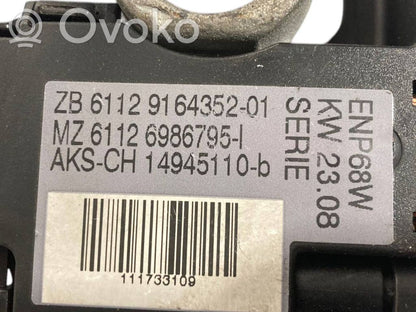 Ovoko
ZB 6112 9164352-01
MZ 6112 6986795-I
AKS-CH 14945110-b
ENP68W
KW 23.08
SERIE
111733109